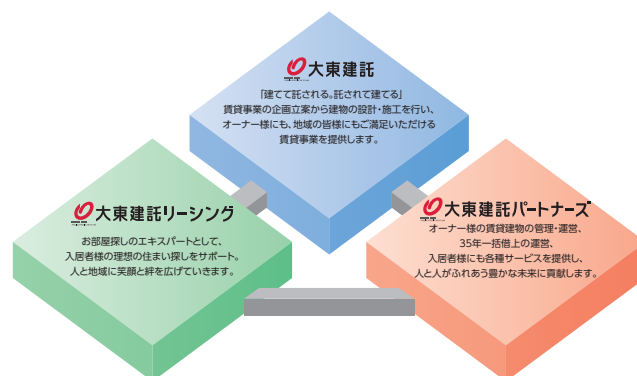 大東建託
「建てて託される。託されて建てる」
賃貸事業の企画立案から建物の設計・施工を行い、
オーナー様にも、地域の皆様にもご満足いただける
賃貸事業を提供します。
大東建託リーシング
お部屋探しのエキスパートとして、
入居者様の理想の住まい探しをサポート。
人と地域に笑顔と絆を広げていきます。
大東建託パートナーズ
オーナー様の賃貸建物の管理・運営、
35年一括借上の運営、
入居者様にも各種サービスを提供し、
人と人がふれあう豊かな未来に貢献します。